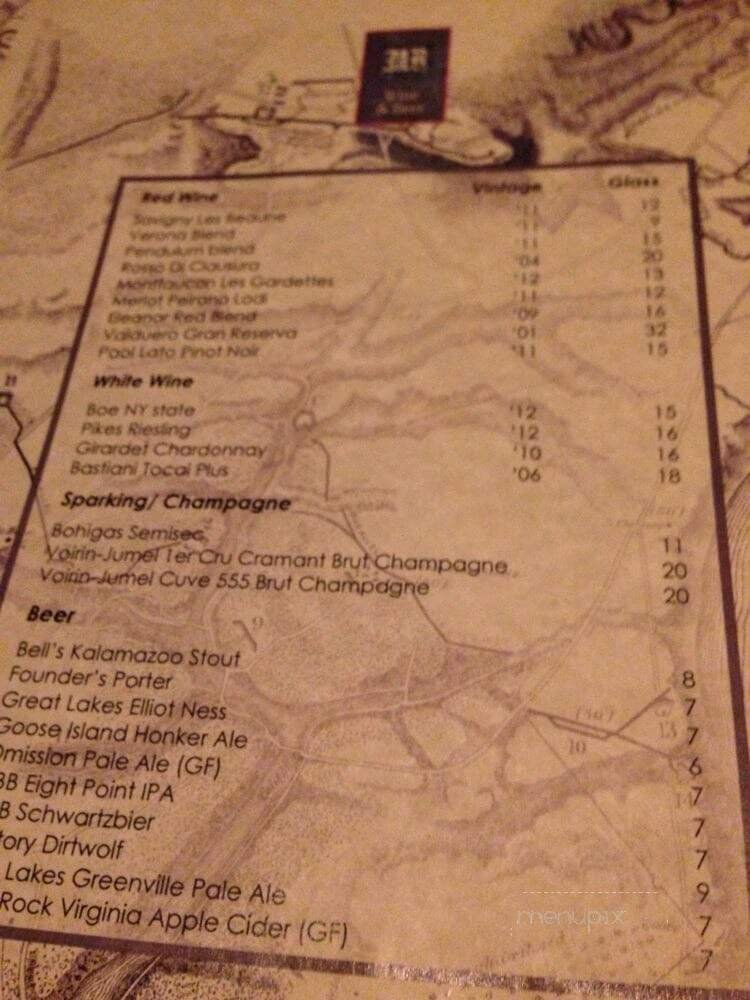 BAR
Red Wine Vintage Glass
Savigny Les Beaune '11 12
Verona Blend '11 9
Pendulum Blend '11 15
Rosso Di Clausura '04 20
Montfaucon Les Gardettes '12 13
Merlot Peirano Lodi '11 12
Eleanor Red Blend '09 16
Valduero Gran Reserva '01 32
Paol Lato Pinot Noir '11 15
White Wine
Boe NY state '12 15
Pikes Riesling '12 16
Girardet Chardonnay '10 16
Bastiani Tocai Plus '06 18
Sparking/ Champagne
Bohigas Semisec 11
Voirin-Jumel 1er Cru Cramant Brut Champagne 20
Voirin-Jumel Cuve 555 Brut Champagne 20
Beer
Bell's Kalamazoo Stout 8
Founder's Porter 7
Great Lakes Elliot Ness 7
Goose Island Honker Ale 6
Omission Pale Ale (GF) 7
BB Eight Point IPA 7
B Schwartzbier 7
tory Dirtwolf 9
Lakes Greenville Pale Ale 7
Rock Virginia Apple Cider (GF) 7
9
(50')
10
13
11
menupix